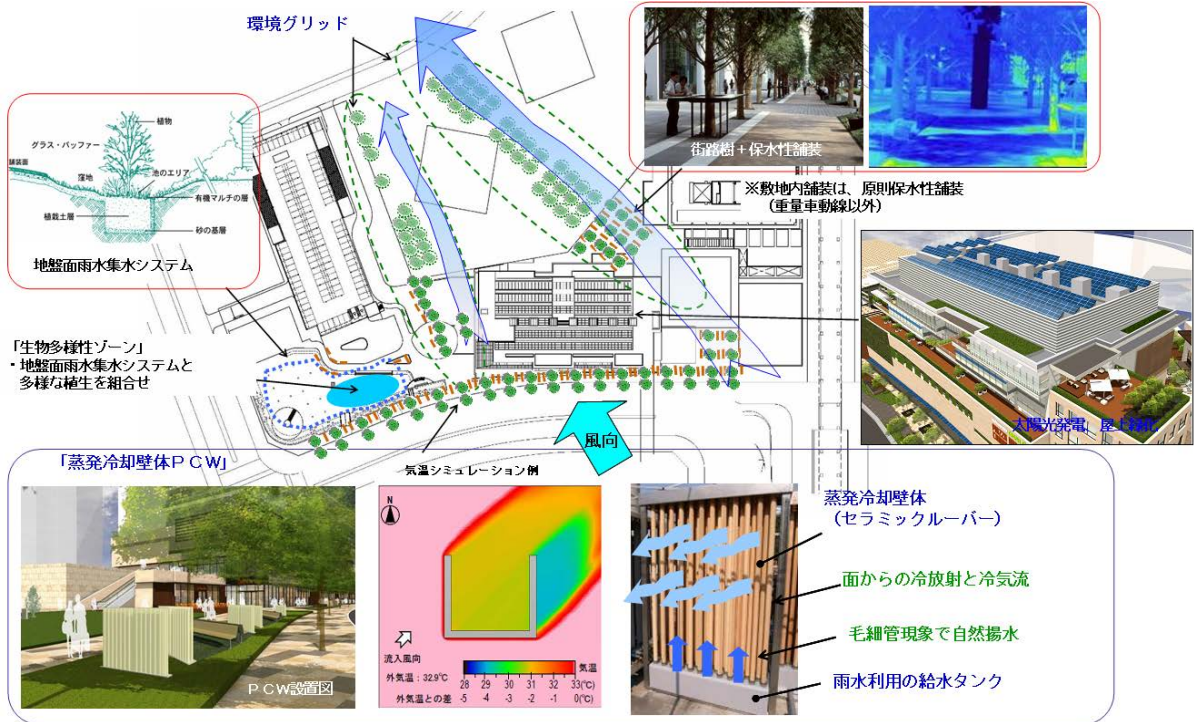 環境グリッド
植物
グラス・バッファー
舗装面
窪地
池のエリア
有機マルチの層
植栽土層
砂の基層
地盤面雨水集水システム
街路樹+保水性舗装
※敷地内舗装は、原則保水性舗装
(重量車動線以外)
「生物多様性ゾーン」
・地盤面雨水集水システムと
多様な植生を組合せ
太陽光発電 屋上緑化
風向
「蒸発冷却壁体PCW」
気温シミュレーション例
PCW設置図
N
流入風向
外気温:32.9℃
気温
28 29 30 31 32 33(℃)
外気温との差 -5 -4 -3 -2 -1 0(℃)
蒸発冷却壁体
(セラミックルーバー)
面からの冷放射と冷気流
毛細管現象で自然揚水
雨水利用の給水タンク